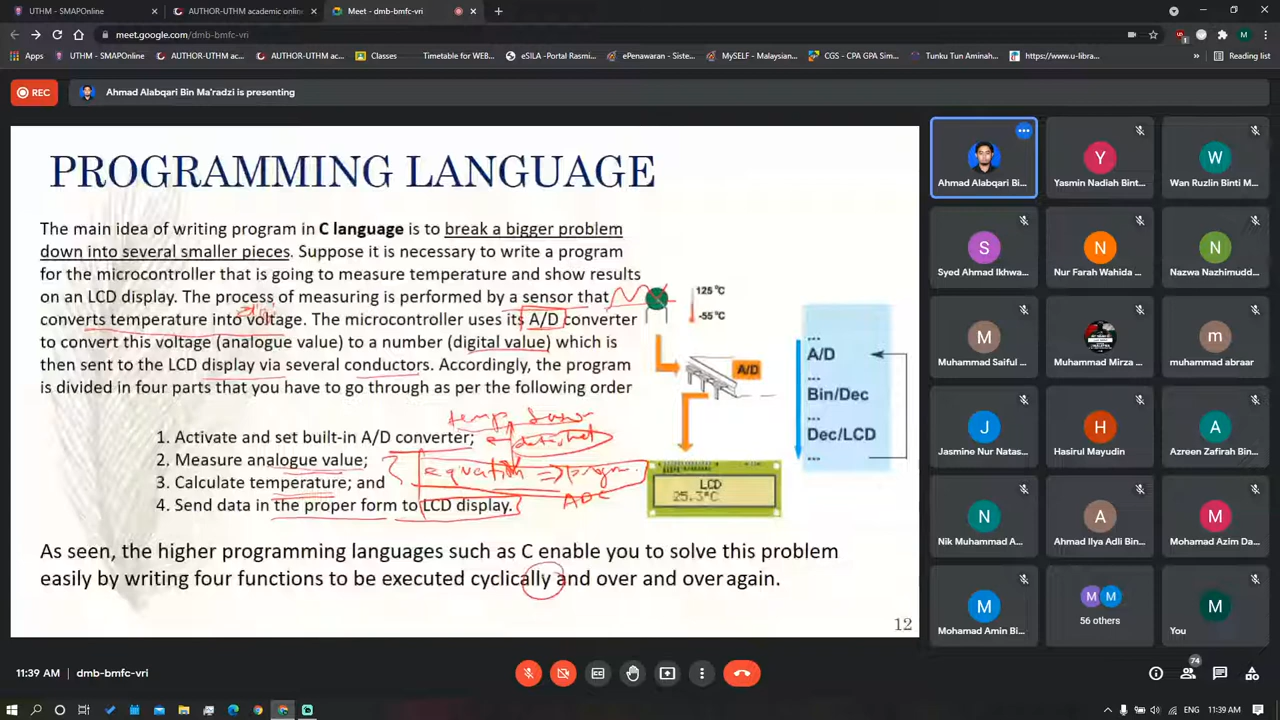 UTHM - SMAPOnline
AUTHOR-UTHM academic onlin
Meet - dmb-bmfc-vri
meet.google.com/dmb-bmfc-vri
Apps
UTHM - SMAPOnline
AUTHOR-UTHM ac...
AUTHOR-UTHM ac...
Classes
Timetable for WEB...
eSILA -Portal Rasmi...
ePenawaran - Siste...
MySELF - Malaysian...
CGS - CPA GPA Sim...
Tunku Tun Aminah...
https://www.u-libra...
»
Reading list
REC
Ahmad Alabqari Bin Ma'radzi is presenting
PROGRAMMING LANGUAGE
The main idea of writing program in C language is to break a bigger problem
down into several smaller pieces. Suppose it is necessary to write a program
for the microcontroller that is going to measure temperature and show results
on an LCD display. The process of measuring is performed by a sensor that
converts temperature into voltage. The microcontroller uses its A/D converter
to convert this voltage (analogue value) to a number (digital value) which is
then sent to the LCD display via several conductors. Accordingly, the program
is divided in four parts that you have to go through as per the following order
1. Activate and set built-in A/D converter;
2. Measure analogue value;
3. Calculate temperature; and
4. Send data in the proper form to LCD display.
temp
datasheet
equation => progr.
ADC
As seen, the higher programming languages such as C enable you to solve this problem
easily by writing four functions to be executed cyclically and over and over again.
125 °C
-55°C
A/D
LCD
25.3°C
...
A/D
...
Bin/Dec
...
Dec/LCD
...
12
Ahmad Alabqari Bi...
Y
Yasmin Nadiah Bint...
W
Wan Ruzlin Binti M...
S
Syed Ahmad Ikhwa...
N
Nur Farah Wahida ...
N
Nazwa Nazhimudd...
M
Muhammad Saiful ...
Muhammad Mirza ...
m
muhammad abraar
J
Jasmine Nur Natas...
H
Hasirul Mayudin
A
Azreen Zafirah Bin...
N
Nik Muhammad A...
A
Ahmad Ilya Adli Bin...
M
Mohamad Azim Da...
M
Mohamad Amin Bi...
M M
56 others
M
You
11:39 AM
dmb-bmfc-vri
74
ENG
11:39 AM